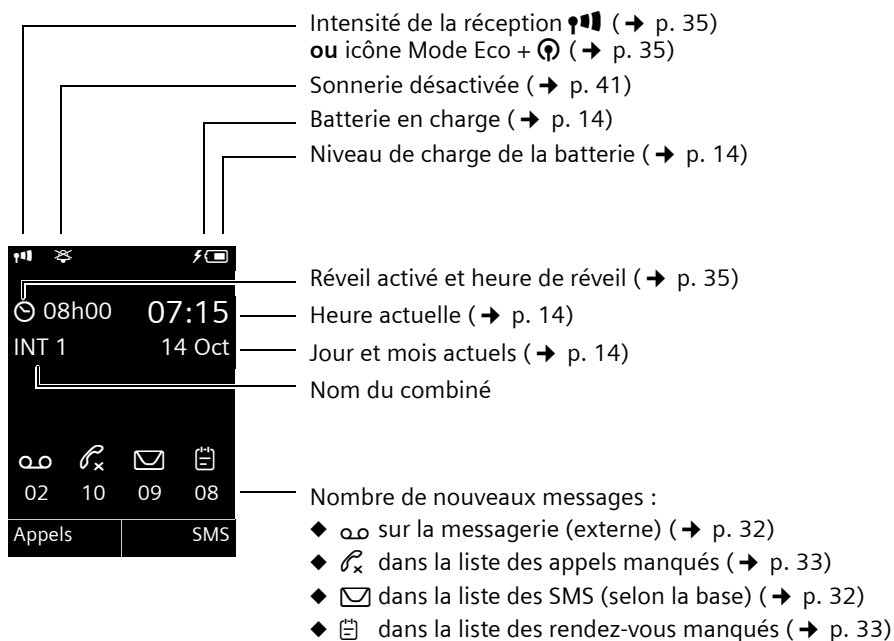 Intensité de la réception (➔ p. 35)
ou icône Mode Eco + (➔ p. 35)
Sonnerie désactivée (➔ p. 41)
Batterie en charge (➔ p. 14)
Niveau de charge de la batterie (➔ p. 14)
08h00 07:15
INT 1 14 Oct
02 10 09 08
Appels SMS
Réveil activé et heure de réveil (➔ p. 35)
Heure actuelle (➔ p. 14)
Jour et mois actuels (➔ p. 14)
Nom du combiné
Nombre de nouveaux messages :
◆ sur la messagerie (externe) (➔ p. 32)
◆ dans la liste des appels manqués (➔ p. 33)
◆ dans la liste des SMS (selon la base) (➔ p. 32)
◆ dans la liste des rendez-vous manqués (➔ p. 33)